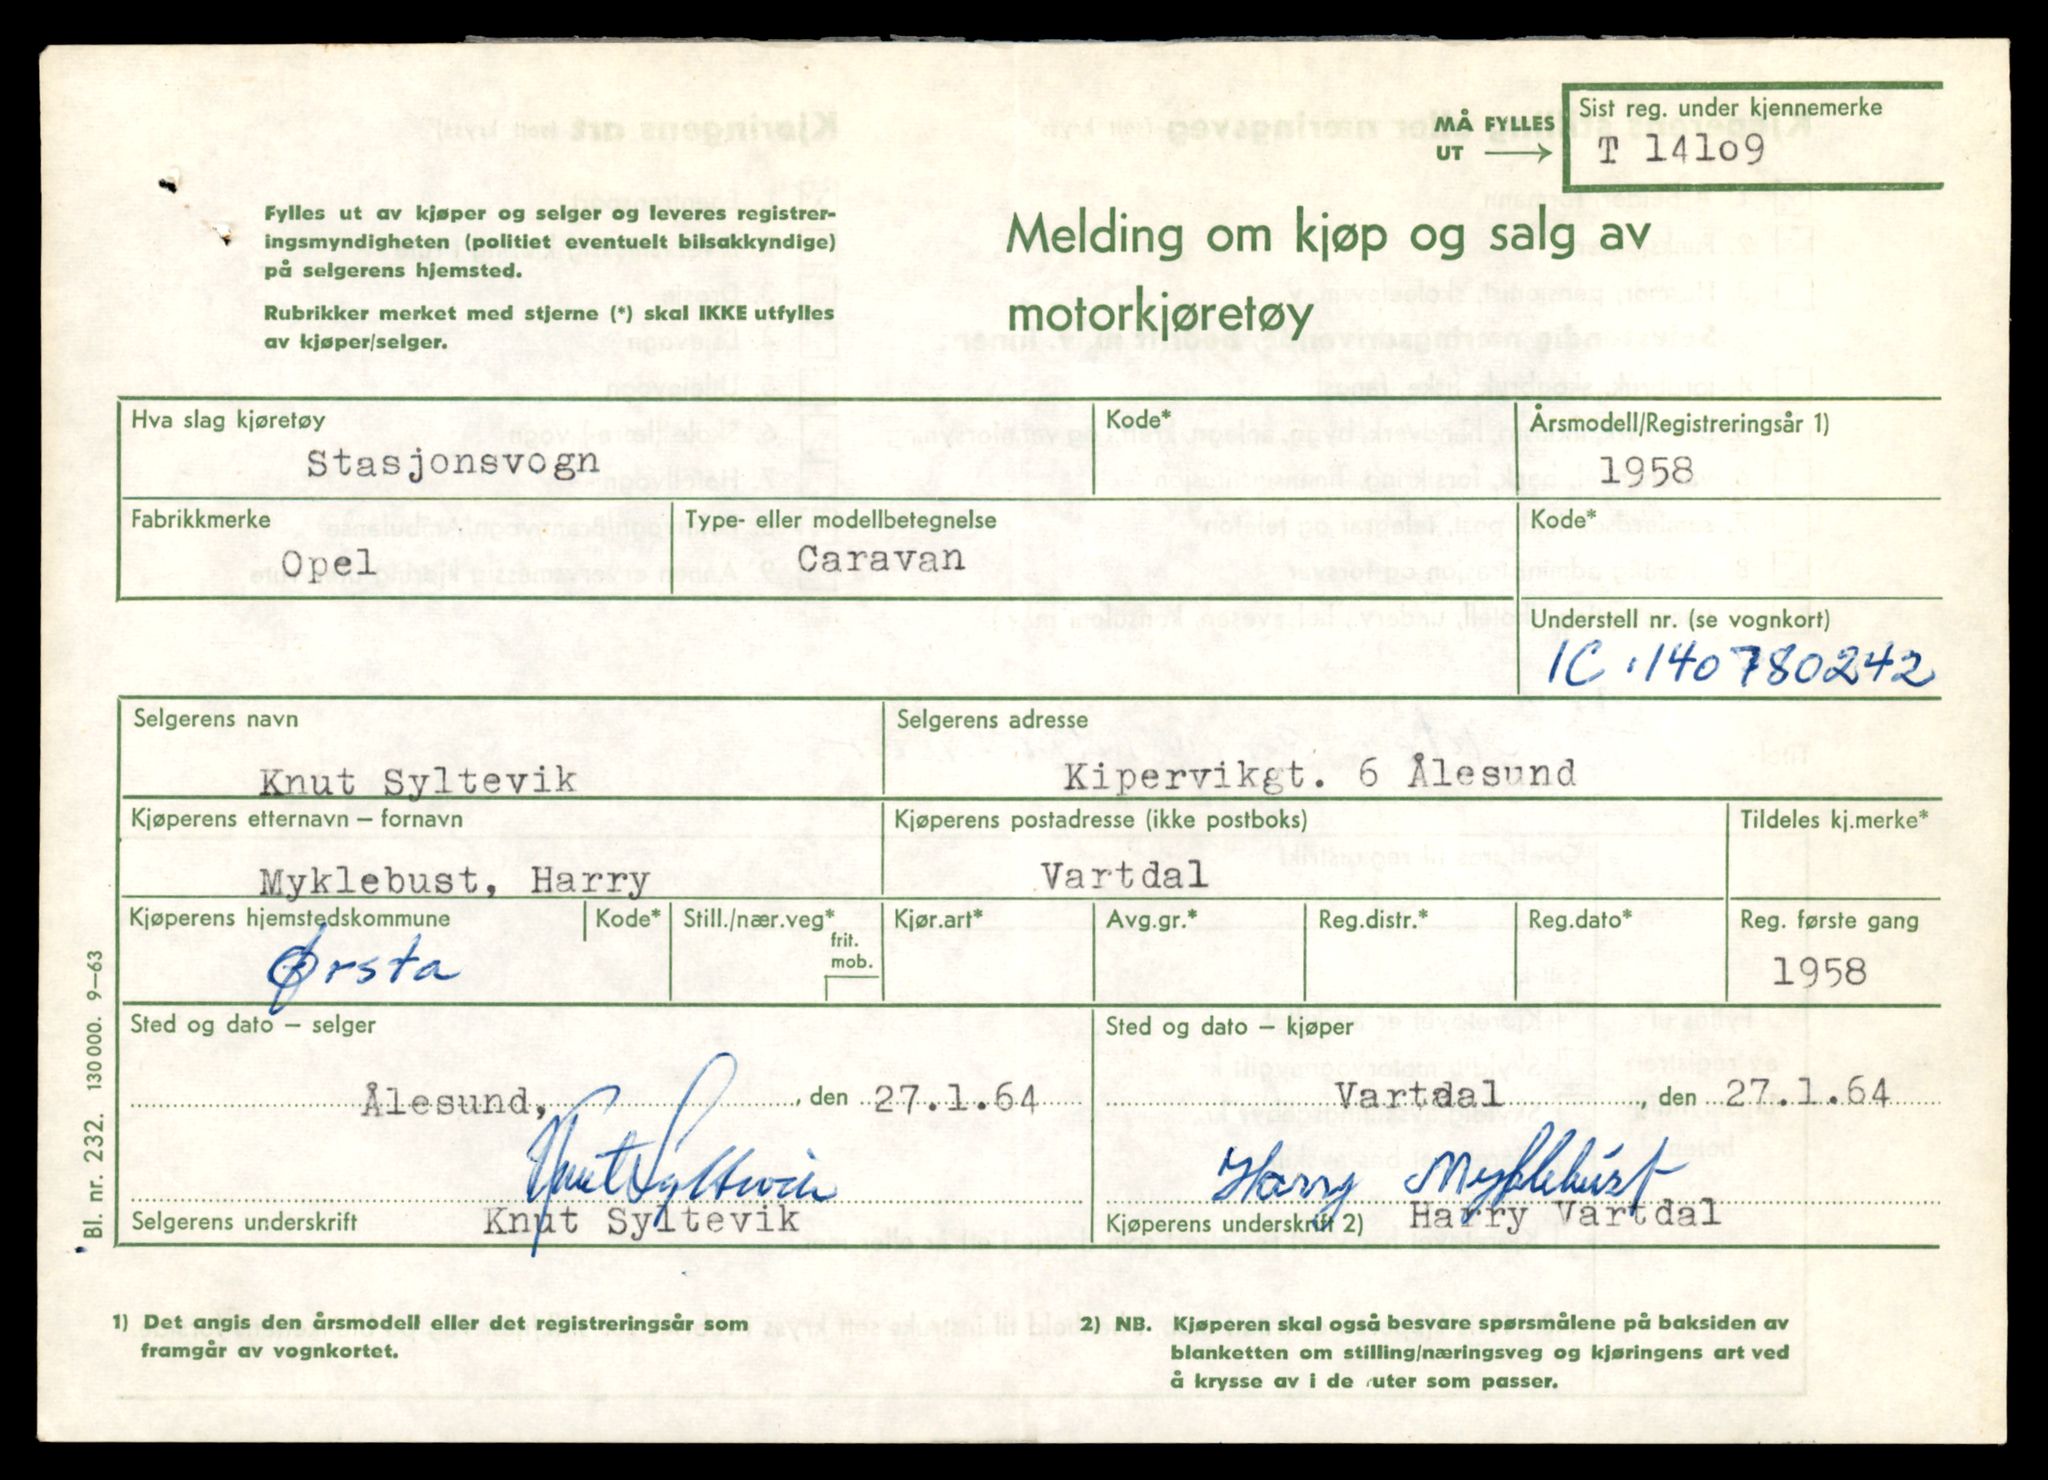 Sist reg. under kjennemerke
MÅ FYLLES
UT
T 14109
Fylles ut av kjøper og selger og leveres registrer-
ingsmyndigheten (politiet eventuelt bilsakkyndige)
på selgerens hjemsted.
Rubrikker merket med stjerne (*) skal IKKE utfylles
av kjøper/selger.
Melding om kjøp og salg av
motorkjøretøy
Hva slag kjøretøy Kode* Årsmodell/Registreringsår 1)
Stasjonsvogn 1958
Fabrikkmerke Type- eller modellbetegnelse Kode*
Opel Caravan
Understell nr. (se vognkort)
1C.140780242
Selgerens navn Selgerens adresse
Knut Syltevik Kipervikgt. 6 Ålesund
Kjøperens etternavn – fornavn Kjøperens postadresse (ikke postboks) Tildeles kj.merke*
Myklebust, Harry Vartdal
Kjøperens hjemstedskommune Kode* Still./nær.veg* Kjør.art* Avg.gr.* Reg.distr.* Reg.dato* Reg. første gang
frit.
mob.
Ørsta 1958
Sted og dato – selger Sted og dato – kjøper
Ålesund, , den 27.1.64 Vartdal , den 27.1.64
Knut Syltevik Harry Myklebust
Selgerens underskrift Knut Syltevik Kjøperens underskrift 2) Harry Vartdal
Bl. nr. 232. 130 000. 9–63
1) Det angis den årsmodell eller det registreringsår som
framgår av vognkortet.
2) NB. Kjøperen skal også besvare spørsmålene på baksiden av
blanketten om stilling/næringsveg og kjøringens art ved
å krysse av i de ruter som passer.